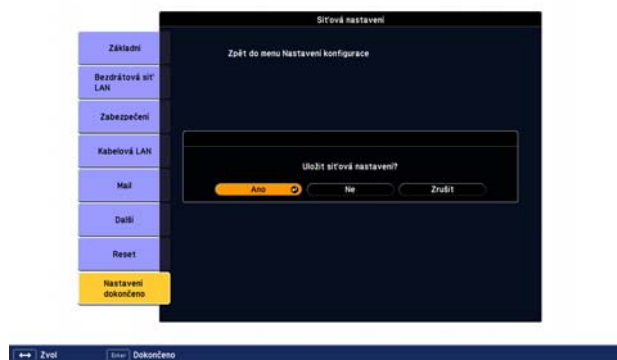 Síťová nastavení
Základní
Zpět do menu Nastavení konfigurace
Bezdrátová síť
LAN
Zabezpečení
Kabelová LAN
Uložit síťová nastavení?
Ano
Ne
Zrušit
Mail
Další
Reset
Nastavení
dokončeno
Zvol
Enter Dokončeno